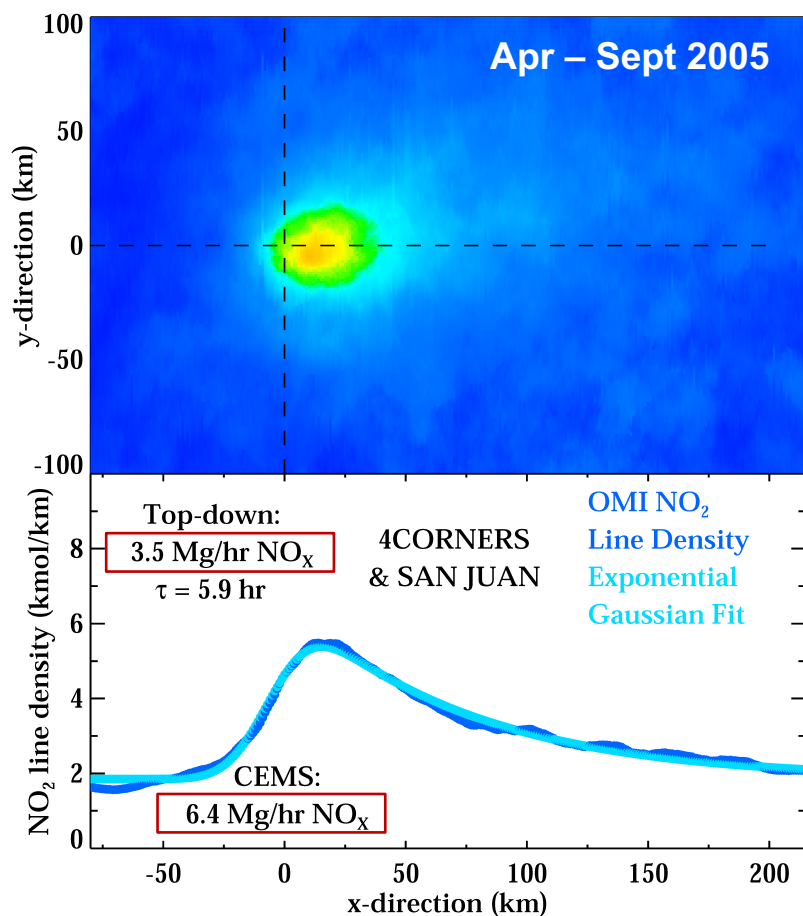 Apr – Sept 2005
100
50
0
-50
-100
y-direction (km)
Top-down:
3.5 Mg/hr NOₓ
τ = 5.9 hr
4CORNERS
& SAN JUAN
OMI NO₂
Line Density
Exponential
Gaussian Fit
CEMS:
6.4 Mg/hr NOₓ
8
6
4
2
0
NO₂ line density (kmol/km)
-50 0 50 100 150 200
x-direction (km)